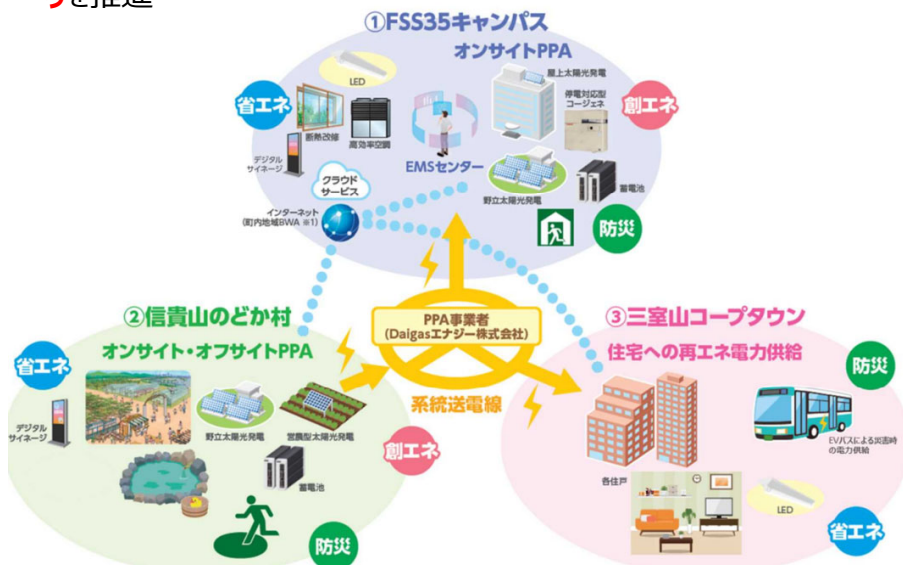 を推進
①FSS35キャンパス
オンサイトPPA
省エネ
LED
断熱改修
高効率空調
デジタル
サイネージ
クラウド
サービス
インターネット
(町内地域BWA ※1)
EMSセンター
屋上太陽光発電
停電対応型
コージェネ
創エネ
野立太陽光発電
蓄電池
防災
②信貴山のどか村
オンサイト・オフサイトPPA
省エネ
デジタル
サイネージ
野立太陽光発電
営農型太陽光発電
蓄電池
創エネ
防災
PPA事業者
(Daigasエナジー株式会社)
系統送電線
③三室山コープタウン
住宅への再エネ電力供給
防災
EVバスによる災害時
の電力供給
各住戸
LED
省エネ